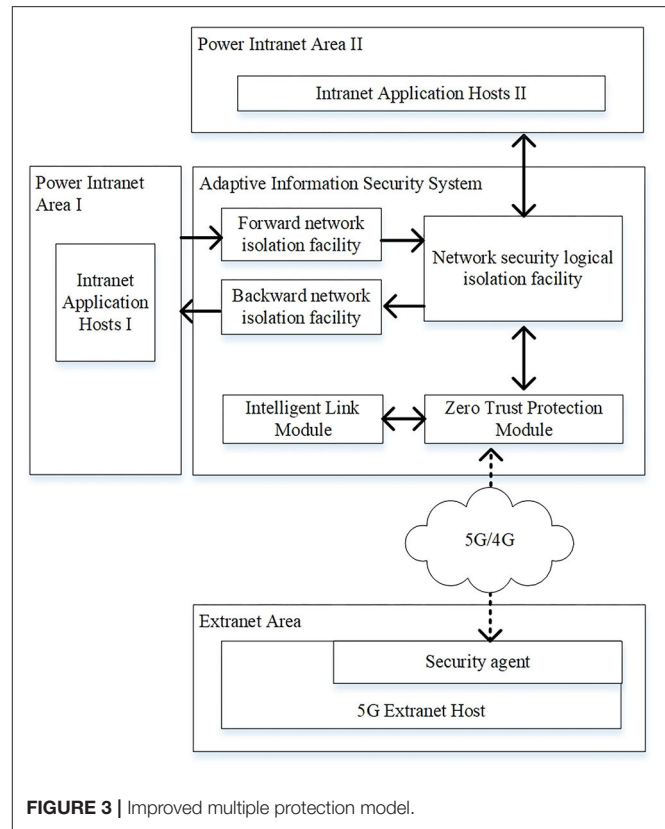 Power Intranet Area II
Intranet Application Hosts II
Power Intranet
Area I
Intranet
Application
Hosts I
Adaptive Information Security System
Forward network
isolation facility
Backward network
isolation facility
Network security logical
isolation facility
Intelligent Link
Module
Zero Trust Protection
Module
5G/4G
Extranet Area
Security agent
5G Extranet Host
FIGURE 3 | Improved multiple protection model.